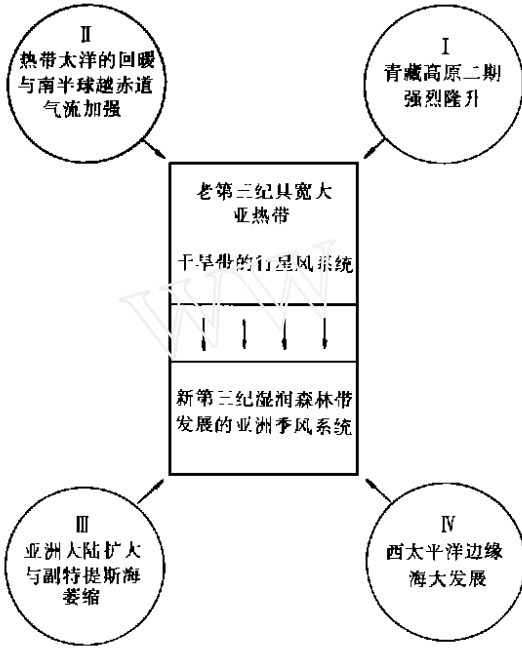 Ⅱ
热带太洋的回暖
与南半球越赤道
气流加强
Ⅰ
青藏高原二期
强烈隆升
老第三纪具宽大
亚热带
干旱带的行星风系统
新第三纪湿润森林带
发展的亚洲季风系统
Ⅲ
亚洲大陆扩大
与副特提斯海
萎缩
Ⅳ
西太平洋边缘
海大发展